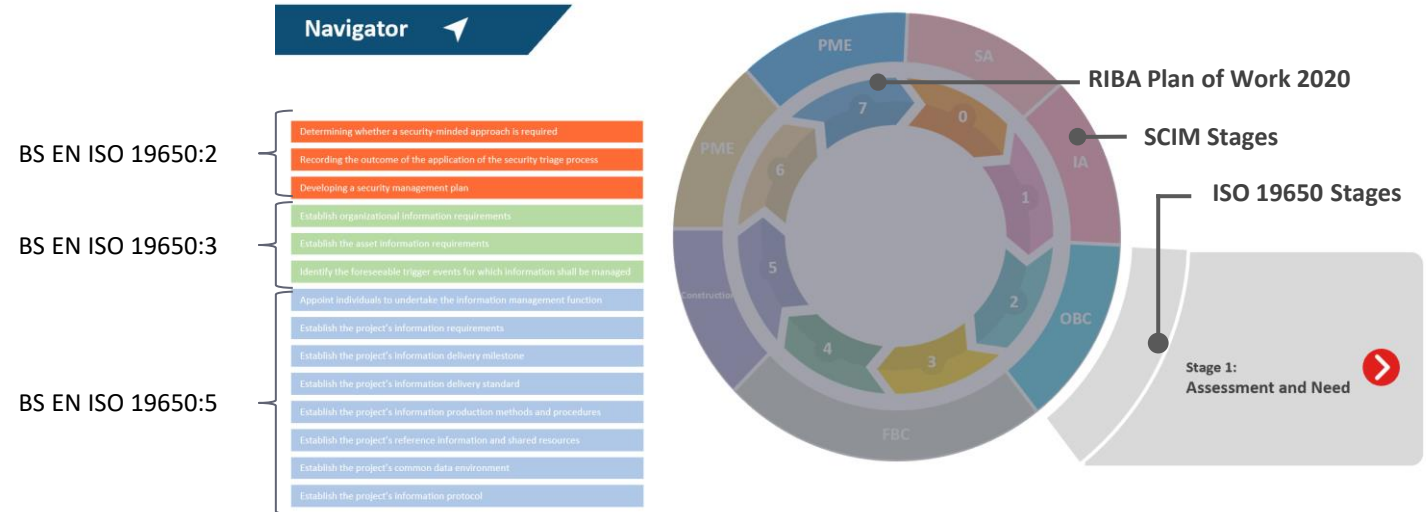 Navigator
BS EN ISO 19650:2
Determining whether a security-minded approach is required
Recording the outcome of the application of the security triage process
Developing a security management plan
BS EN ISO 19650:3
Establish organizational information requirements
Establish the asset information requirements
Identify the foreseeable trigger events for which information shall be managed
BS EN ISO 19650:5
Appoint individuals to undertake the information management function
Establish the project's information requirements
Establish the project's information delivery milestone
Establish the project's information delivery standard
Establish the project's information production methods and procedures
Establish the project's reference information and shared resources
Establish the project's common data environment
Establish the project's information protocol
PME
SA
IA
OBC
FBC
Construction
PME
7
0
1
2
3
4
5
6
RIBA Plan of Work 2020
SCIM Stages
ISO 19650 Stages
Stage 1:
Assessment and Need